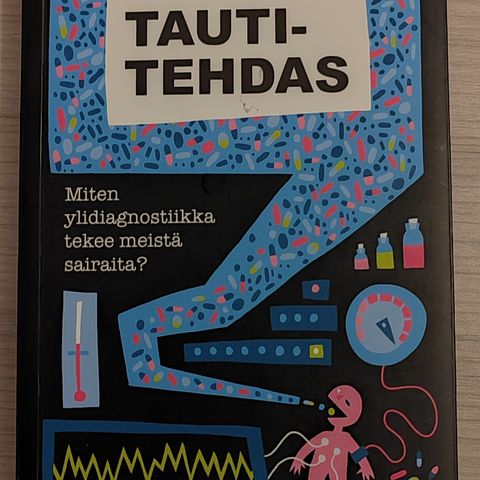 TAUTI-
TEHDAS
Miten
ylidiagnostiikka
tekee meistä
sairaita?